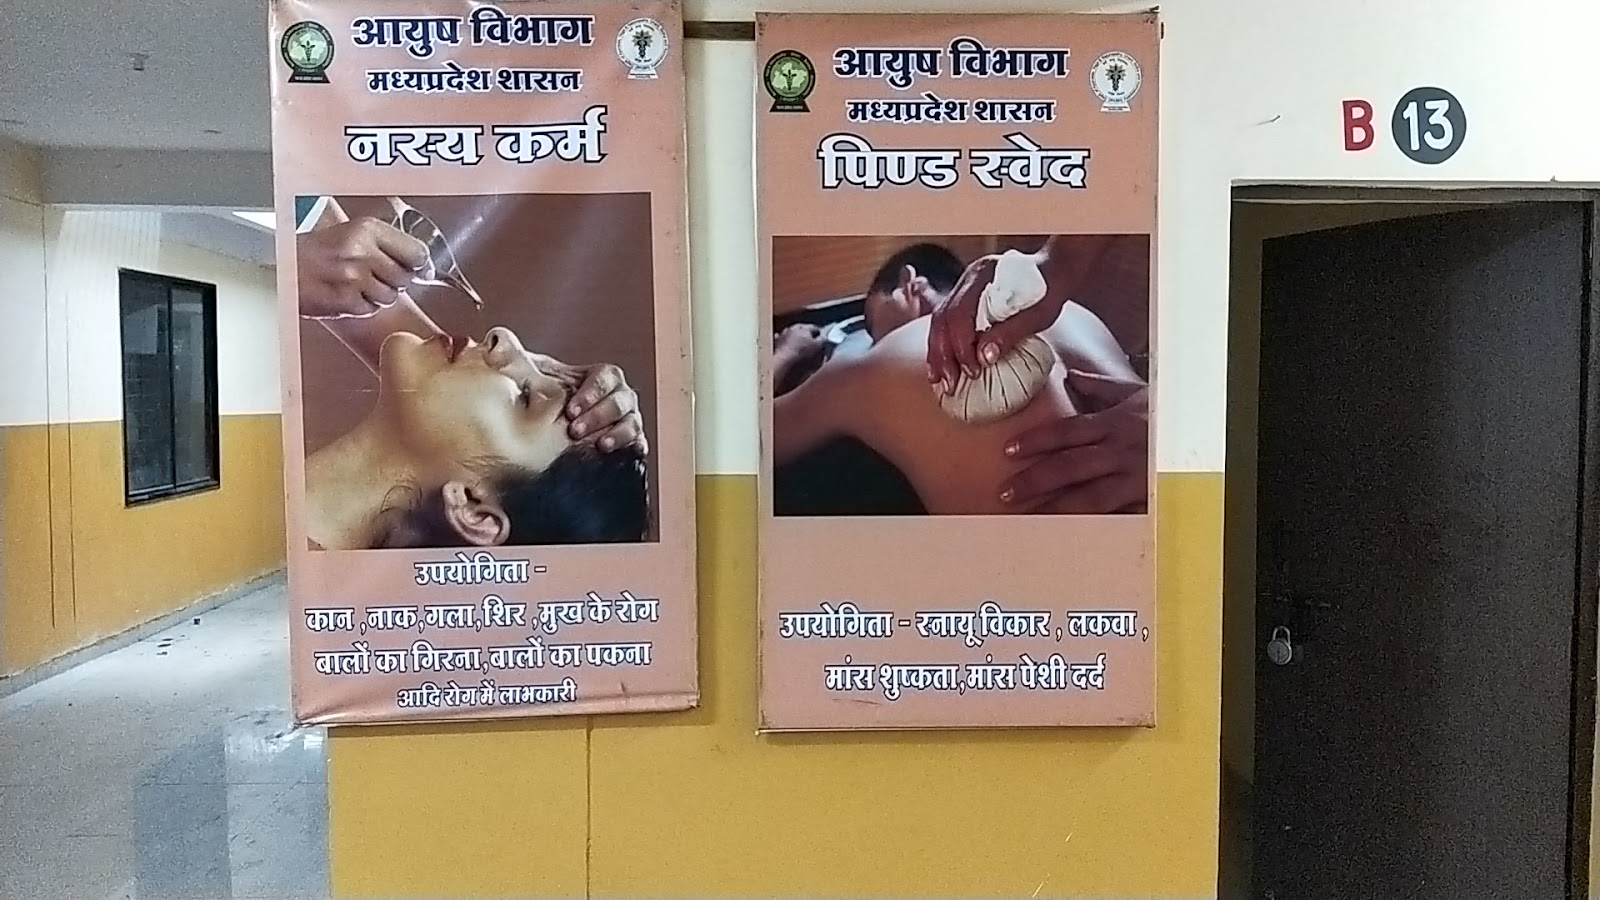 आयुष विभाग
मध्यप्रदेश शासन
नस्य कर्म
उपयोगिता -
कान ,नाक,गला,शिर ,मुख के रोग
बालों का गिरना,बालों का पकना
आदि रोग में लाभकारी
आयुष विभाग
मध्यप्रदेश शासन
पिण्ड स्वेद
उपयोगिता - स्नायू विकार , लकवा ,
मांस शुष्कता,मांस पेशी दर्द
B 13